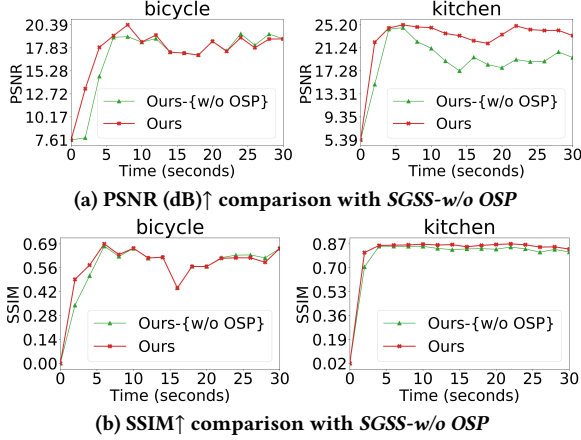 bicycle
kitchen
20.39
17.83
15.28
12.72
10.17
7.61
PSNR
Ours-{w/o OSP}
Ours
0 5 10 15 20 25 30
Time (seconds)
25.20
21.24
17.28
13.31
9.35
5.39
PSNR
Ours-{w/o OSP}
Ours
0 5 10 15 20 25 30
Time (seconds)
(a) PSNR (dB)↑ comparison with SGSS-w/o OSP
bicycle
kitchen
0.69
0.56
0.42
0.28
0.14
0.00
SSIM
Ours-{w/o OSP}
Ours
0 5 10 15 20 25 30
Time (seconds)
0.87
0.70
0.53
0.36
0.19
0.02
SSIM
Ours-{w/o OSP}
Ours
0 5 10 15 20 25 30
Time (seconds)
(b) SSIM↑ comparison with SGSS-w/o OSP